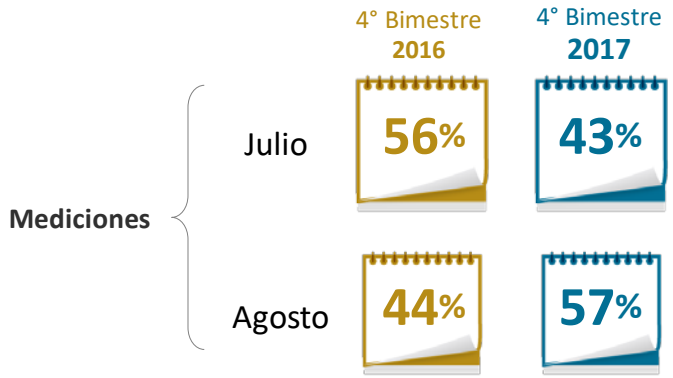 4° Bimestre 4° Bimestre
2016 2017
Julio 56% 43%
Mediciones
Agosto 44% 57%